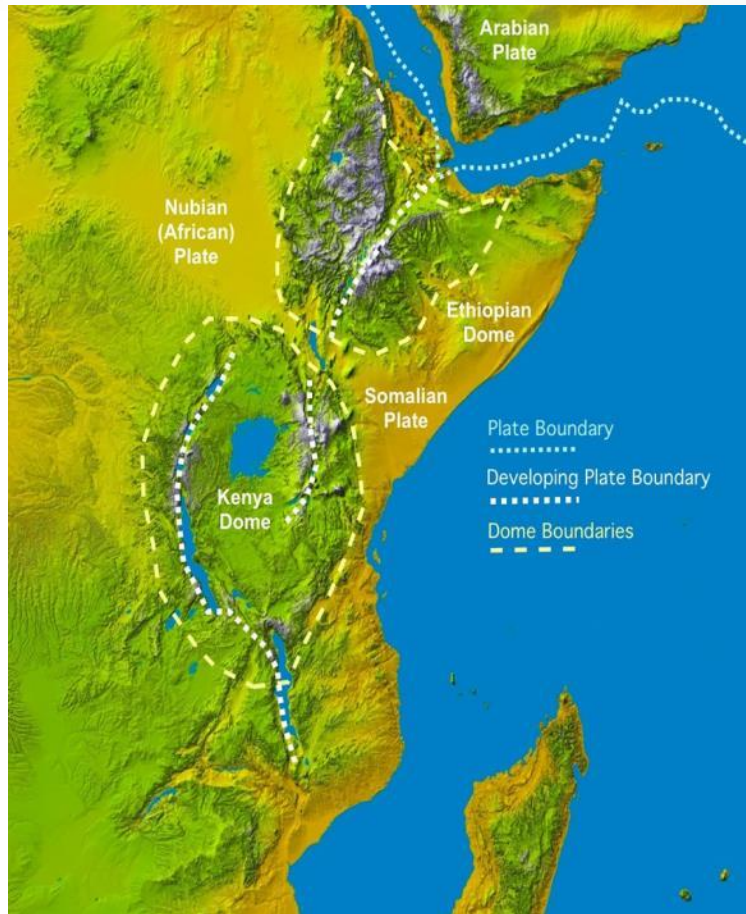 Arabian
Plate
Nubian
(African)
Plate
Ethiopian
Dome
Somalian
Plate
Kenya
Dome
Plate Boundary
Developing Plate Boundary
Dome Boundaries